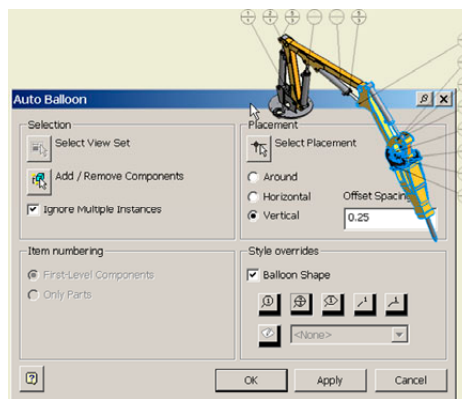 Auto Balloon
Selection
Select View Set
Add / Remove Components
Ignore Multiple Instances
Placement
Select Placement
Around
Horizontal
Vertical
Offset Spacing
0.25
Item numbering
First-Level Components
Only Parts
Style overrides
Balloon Shape
<None>
OK
Apply
Cancel